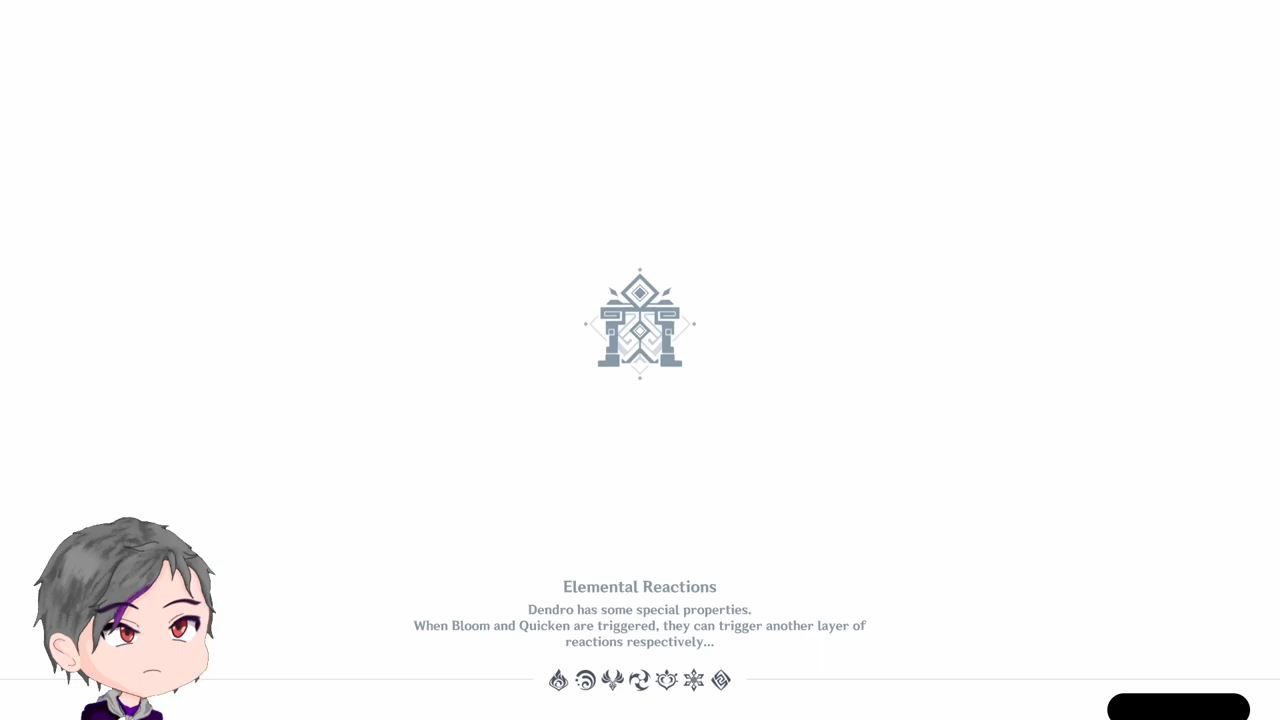 Elemental Reactions
Dendro has some special properties.
When Bloom and Quicken are triggered, they can trigger another layer of
reactions respectively...